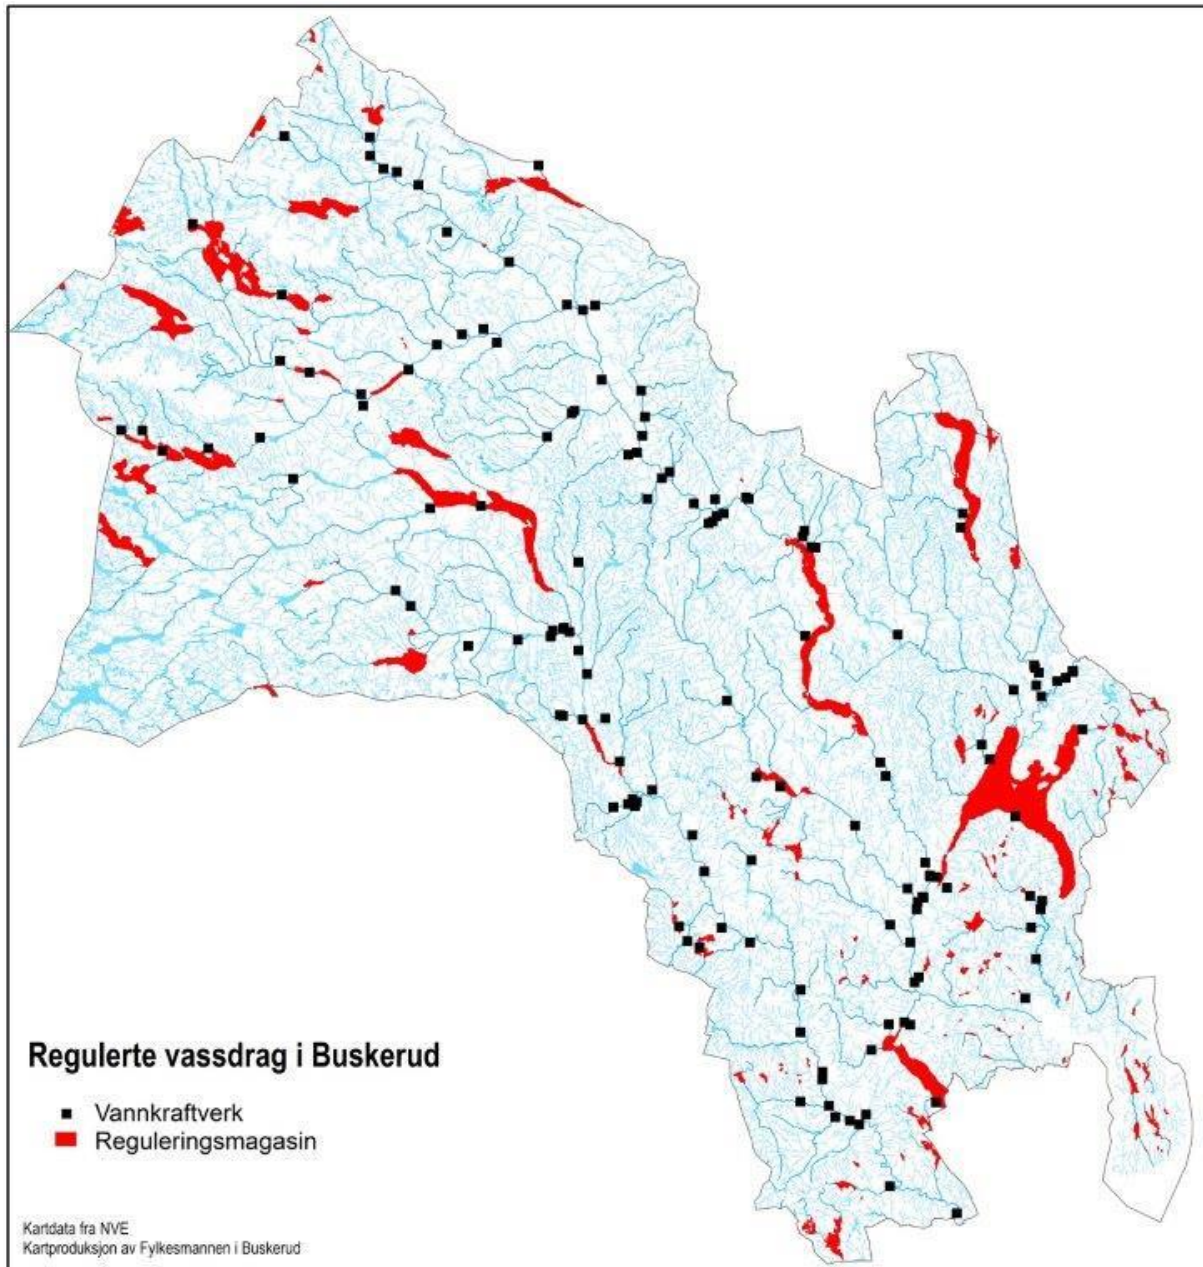 Regulerte vassdrag i Buskerud
Vannkraftverk
Reguleringsmagasin
Kartdata fra NVE
Kartproduksjon av Fylkesmannen i Buskerud